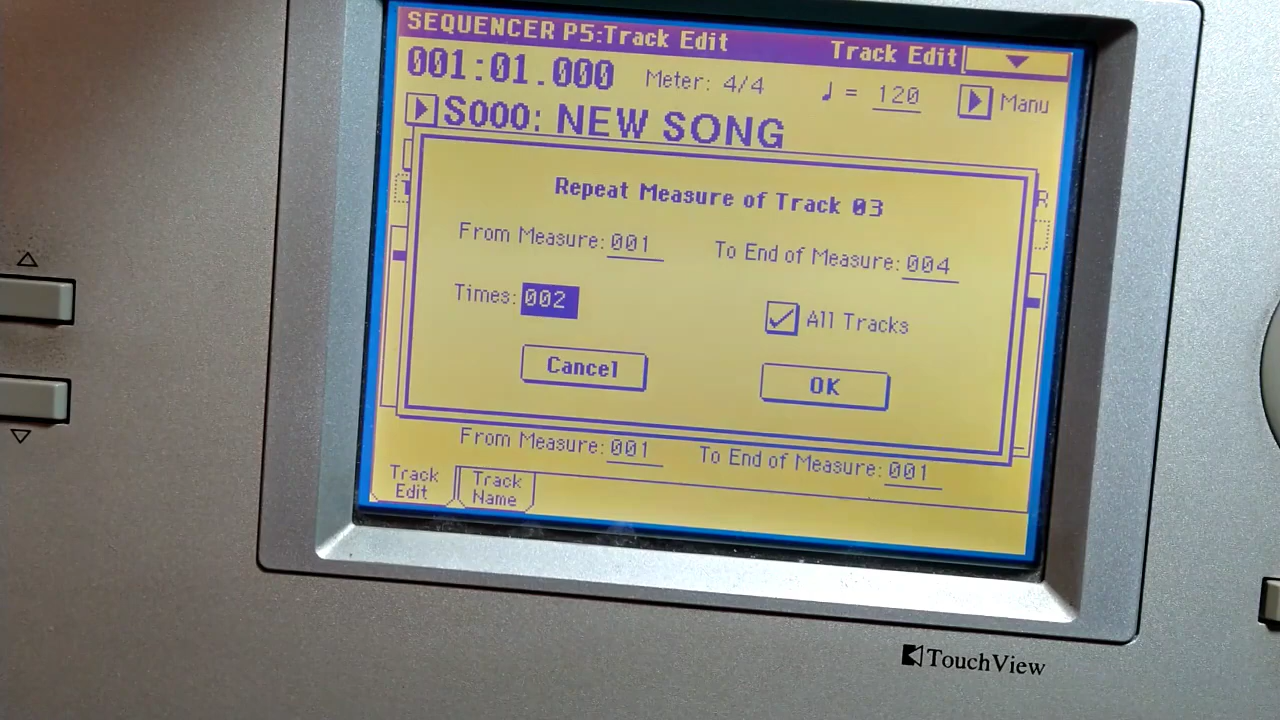 SEQUENCER P5:Track Edit Track Edit
001:01.000 Meter: 4/4 ♩ = 120 Manu
S000: NEW SONG
Repeat Measure of Track 03
From Measure: 001 To End of Measure: 004
Times: 002 All Tracks
Cancel OK
From Measure: 001 To End of Measure: 001
Track Edit Track Name
TouchView